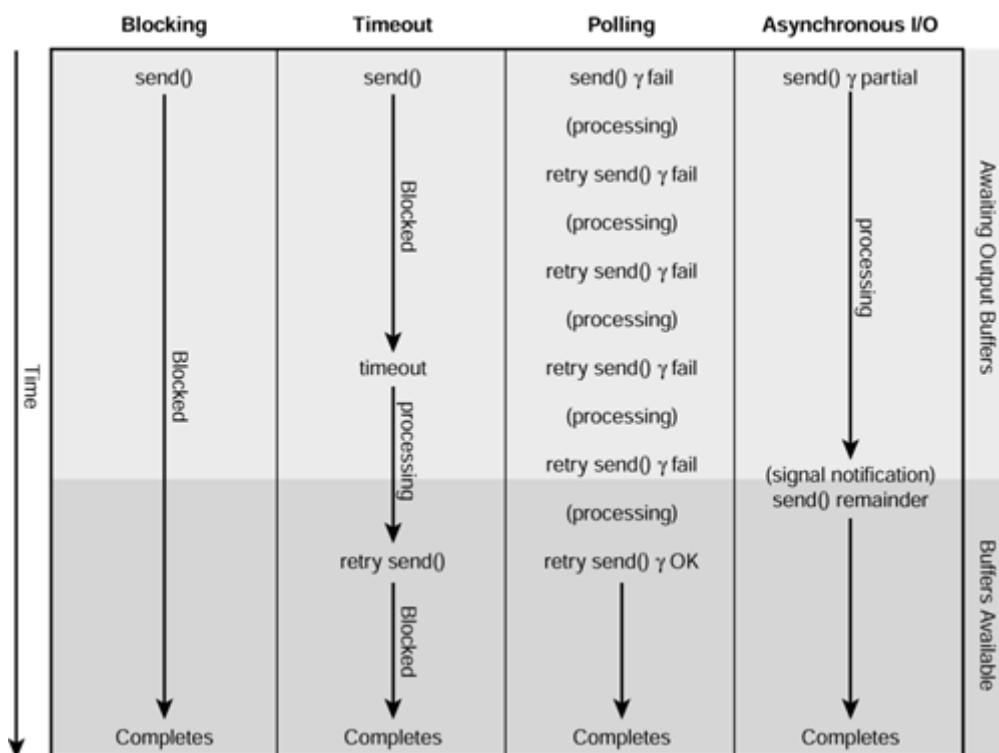 Blocking
Timeout
Polling
Asynchronous I/O
Time
send()
Blocked
Completes
send()
Blocked
timeout
processing
retry send()
Blocked
Completes
send() γ fail
(processing)
retry send() γ fail
(processing)
retry send() γ fail
(processing)
retry send() γ fail
(processing)
retry send() γ fail
(processing)
retry send() γ OK
Completes
send() γ partial
processing
(signal notification)
send() remainder
Completes
Awaiting Output Buffers
Buffers Available